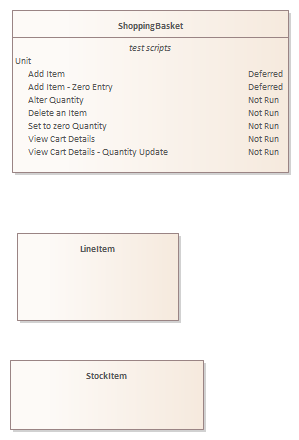 ShoppingBasket
test scripts
Unit
Add Item Deferred
Add Item - Zero Entry Deferred
Alter Quantity Not Run
Delete an Item Not Run
Set to zero Quantity Not Run
View Cart Details Not Run
View Cart Details - Quantity Update Not Run
LineItem
StockItem